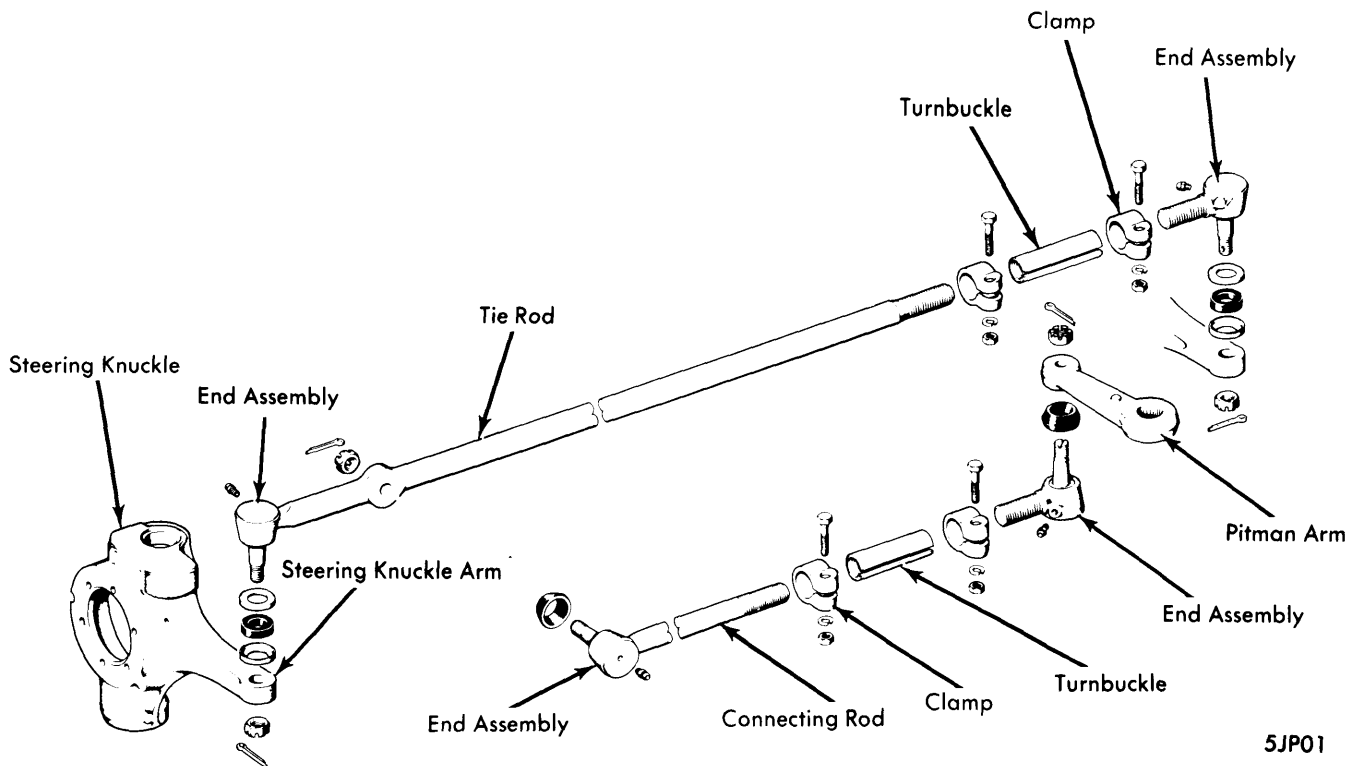 Clamp
End Assembly
Turnbuckle
Tie Rod
Steering Knuckle
End Assembly
Pitman Arm
Steering Knuckle Arm
End Assembly
Turnbuckle
Clamp
Connecting Rod
End Assembly
5JP01